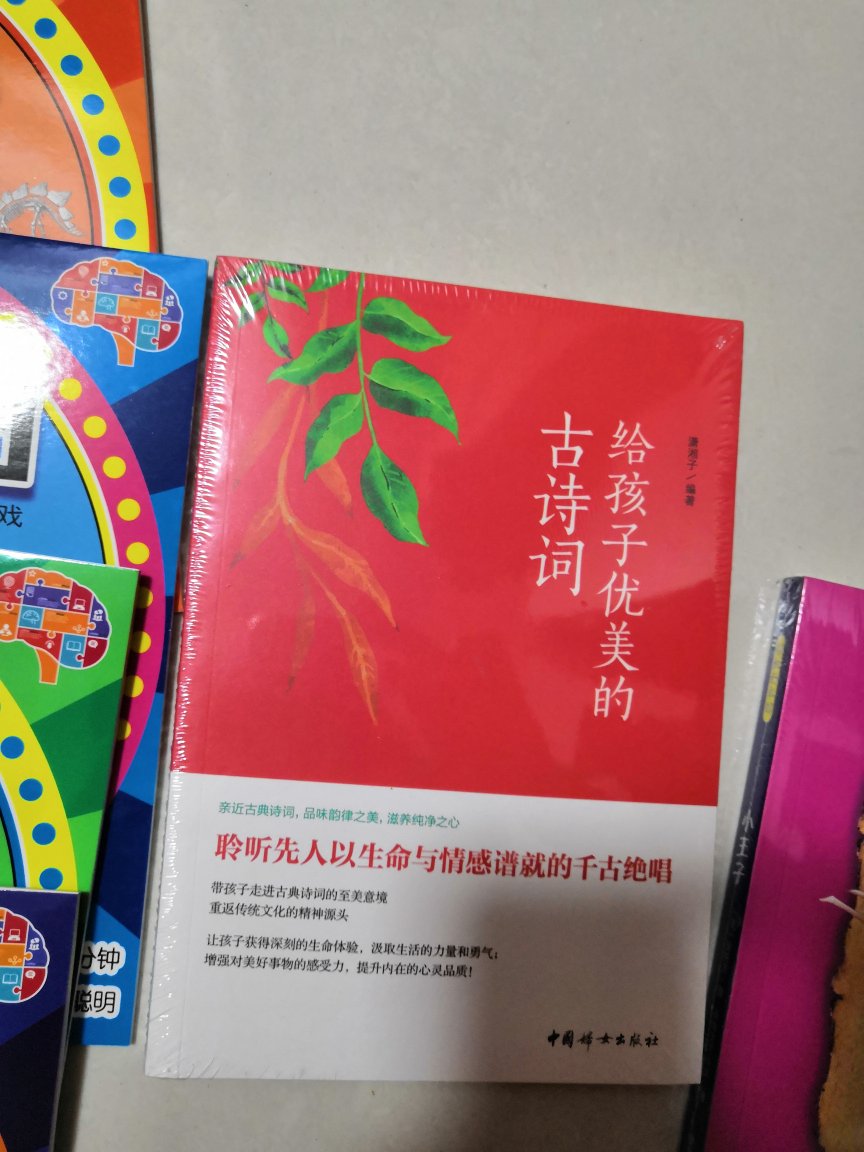 给孩子优美的
古诗词
潇湘子／编著
亲近古典诗词，品味韵律之美，滋养纯净之心
聆听先人以生命与情感谱就的千古绝唱
带孩子走进古典诗词的至美意境
重返传统文化的精神源头
让孩子获得深刻的生命体验，汲取生活的力量和勇气；
增强对美好事物的感受力，提升内在的心灵品质！
中国妇女出版社
戏
分钟
聪明
小王子